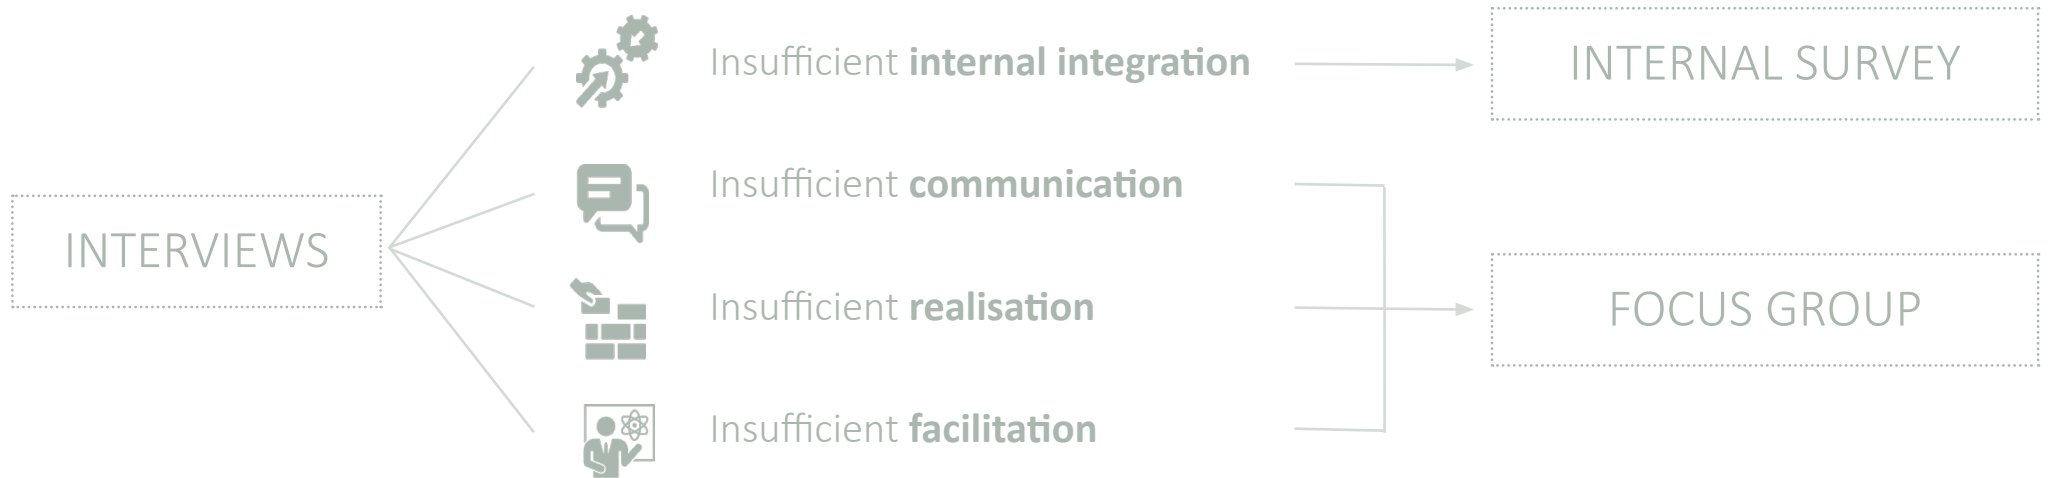 Insufficient internal integration
INTERNAL SURVEY
Insufficient communication
INTERVIEWS
Insufficient realisation
FOCUS GROUP
Insufficient facilitation